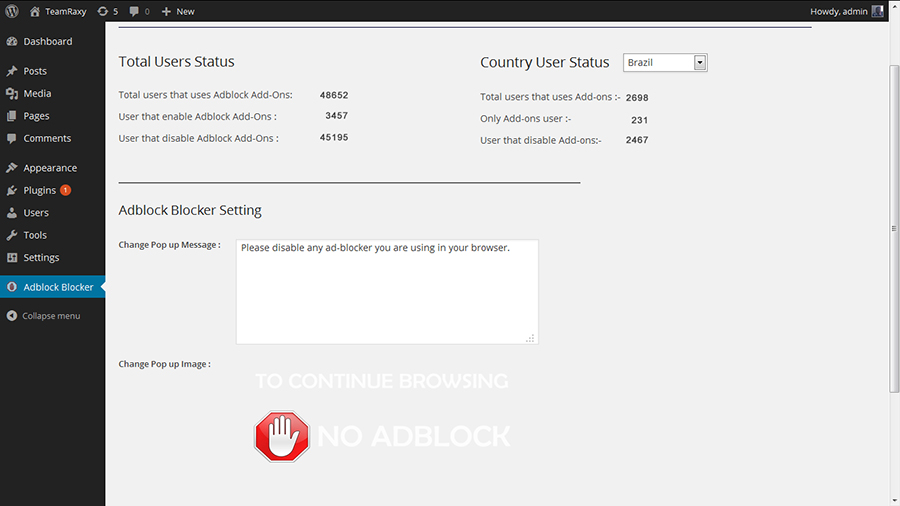 TeamRaxy 5 0 New Howdy, admin
Dashboard
Posts
Media
Pages
Comments
Appearance
Plugins 1
Users
Tools
Settings
Adblock Blocker
Collapse menu
Total Users Status
Total users that uses Adblock Add-Ons: 48652
User that enable Adblock Add-Ons : 3457
User that disable Adblock Add-Ons : 45195
Country User Status Brazil
Total users that uses Add-ons :- 2698
Only Add-ons user :- 231
User that disable Add-ons:- 2467
Adblock Blocker Setting
Change Pop up Message : Please disable any ad-blocker you are using in your browser.
Change Pop up Image :
TO CONTINUE BROWSING
NO ADBLOCK